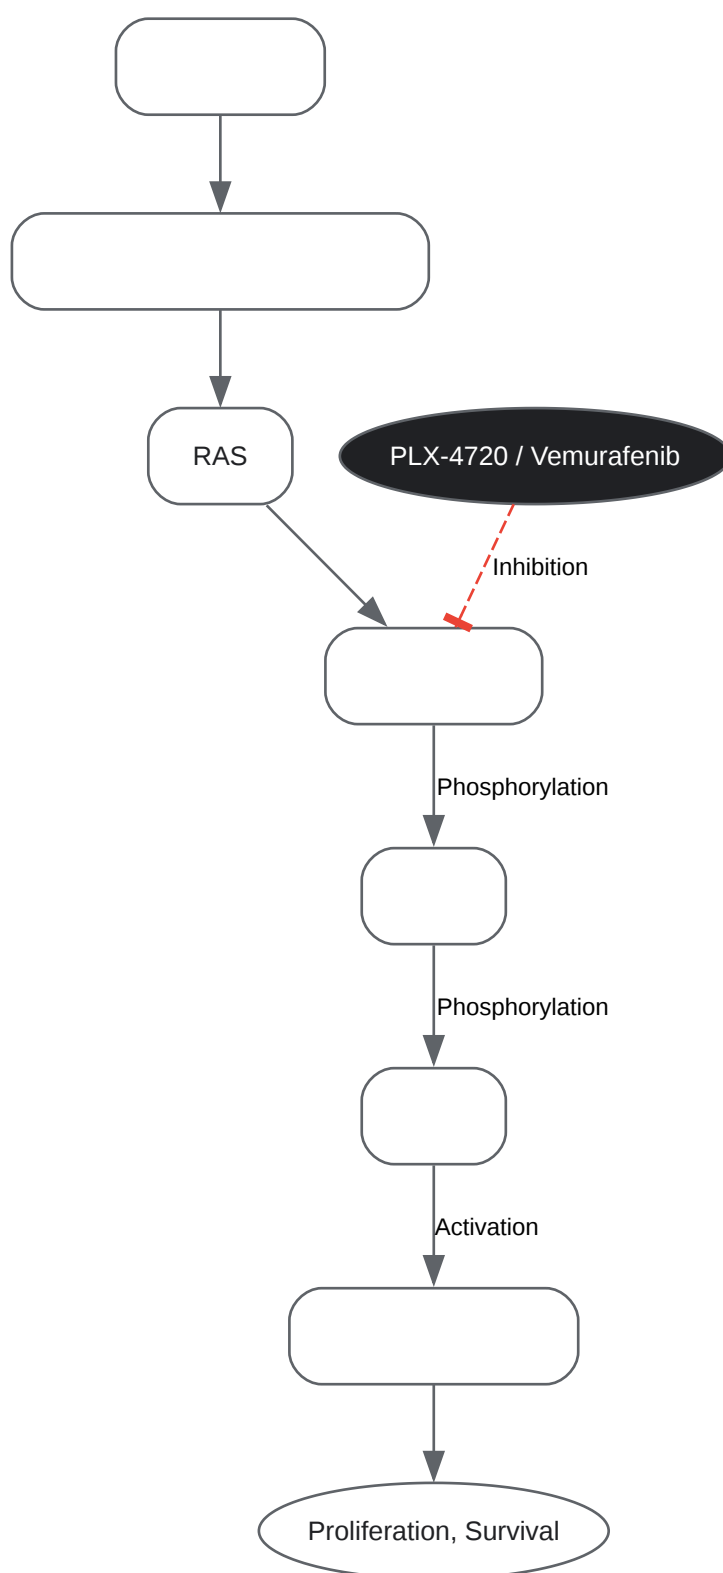 RAS
PLX-4720 / Vemurafenib
Inhibition
Phosphorylation
Phosphorylation
Activation
Proliferation, Survival